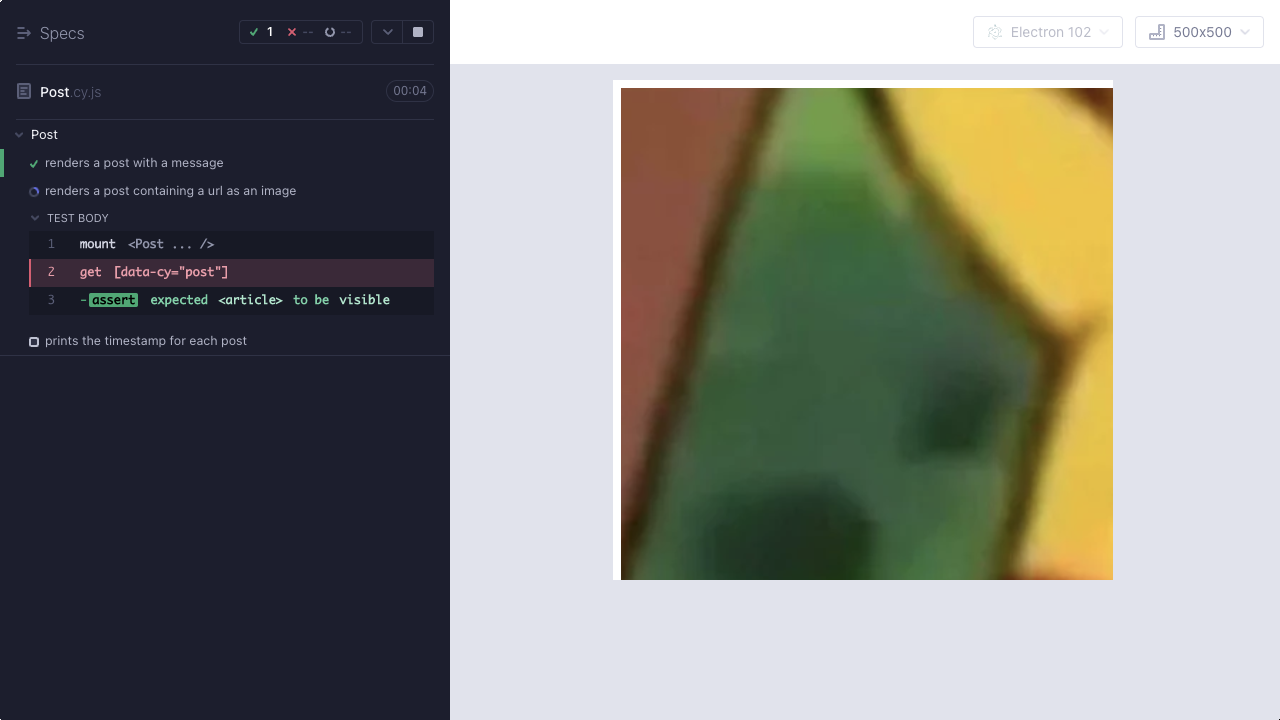 Specs
1 -- --
Post.cy.js 00:04
Post
renders a post with a message
renders a post containing a url as an image
TEST BODY
1 mount <Post ... />
2 get [data-cy="post"]
3 -assert expected <article> to be visible
prints the timestamp for each post
Electron 102
500x500